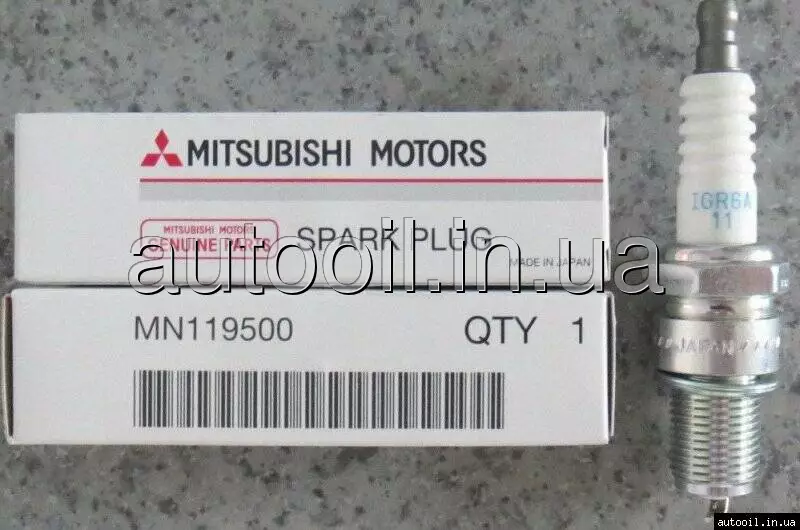 MITSUBISHI MOTORS
MITSUBISHI MOTORS
GENUINE PARTS
SPARK PLUG
MADE IN JAPAN
autooil.in.ua
MN119500 QTY 1
IGR6A
11
JAPAN
autooil.in.ua